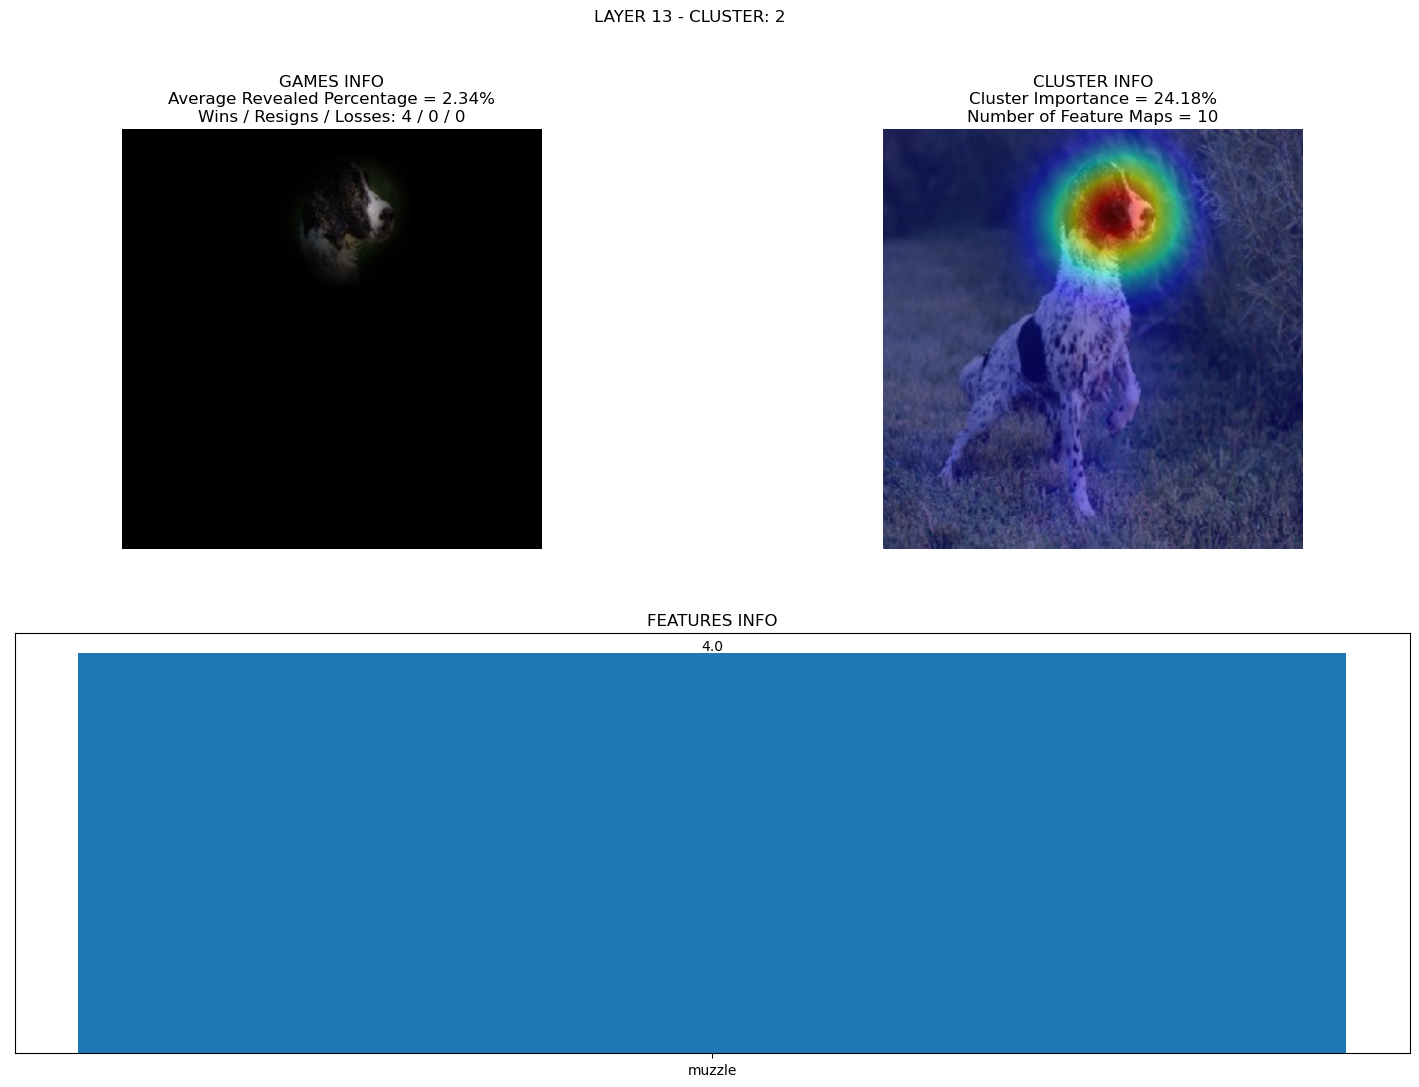 LAYER 13 - CLUSTER: 2
GAMES INFO
Average Revealed Percentage = 2.34%
Wins / Resigns / Losses: 4 / 0 / 0
CLUSTER INFO
Cluster Importance = 24.18%
Number of Feature Maps = 10
FEATURES INFO
4.0
muzzle